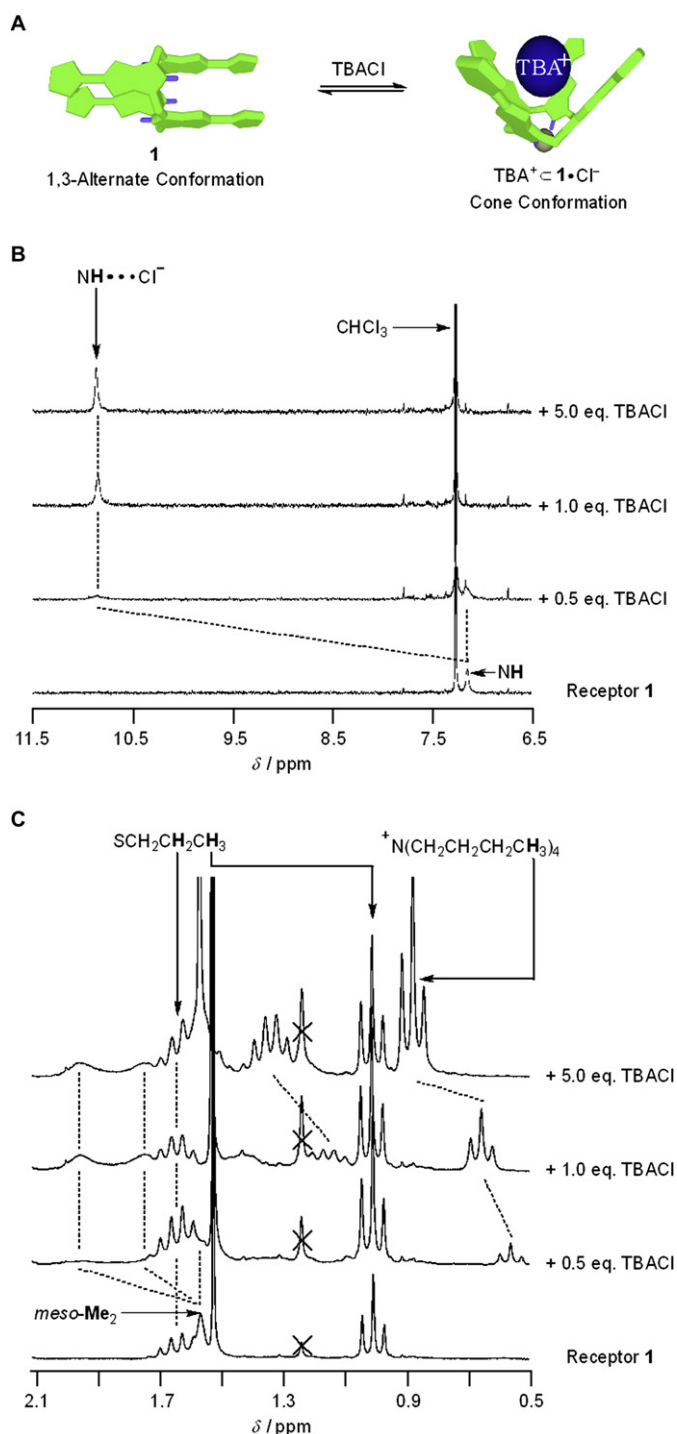 A
TBACl
TBA+
1
1,3-Alternate Conformation
TBA+ ⊂ 1•Cl−
Cone Conformation
B
NH•••Cl−
CHCl3
+ 5.0 eq. TBACl
+ 1.0 eq. TBACl
+ 0.5 eq. TBACl
NH
Receptor 1
11.5 10.5 9.5 8.5 7.5 6.5
δ / ppm
C
SCH2CH2CH3
+N(CH2CH2CH2CH3)4
+ 5.0 eq. TBACl
+ 1.0 eq. TBACl
+ 0.5 eq. TBACl
meso-Me2
Receptor 1
2.1 1.7 1.3 0.9 0.5
δ / ppm